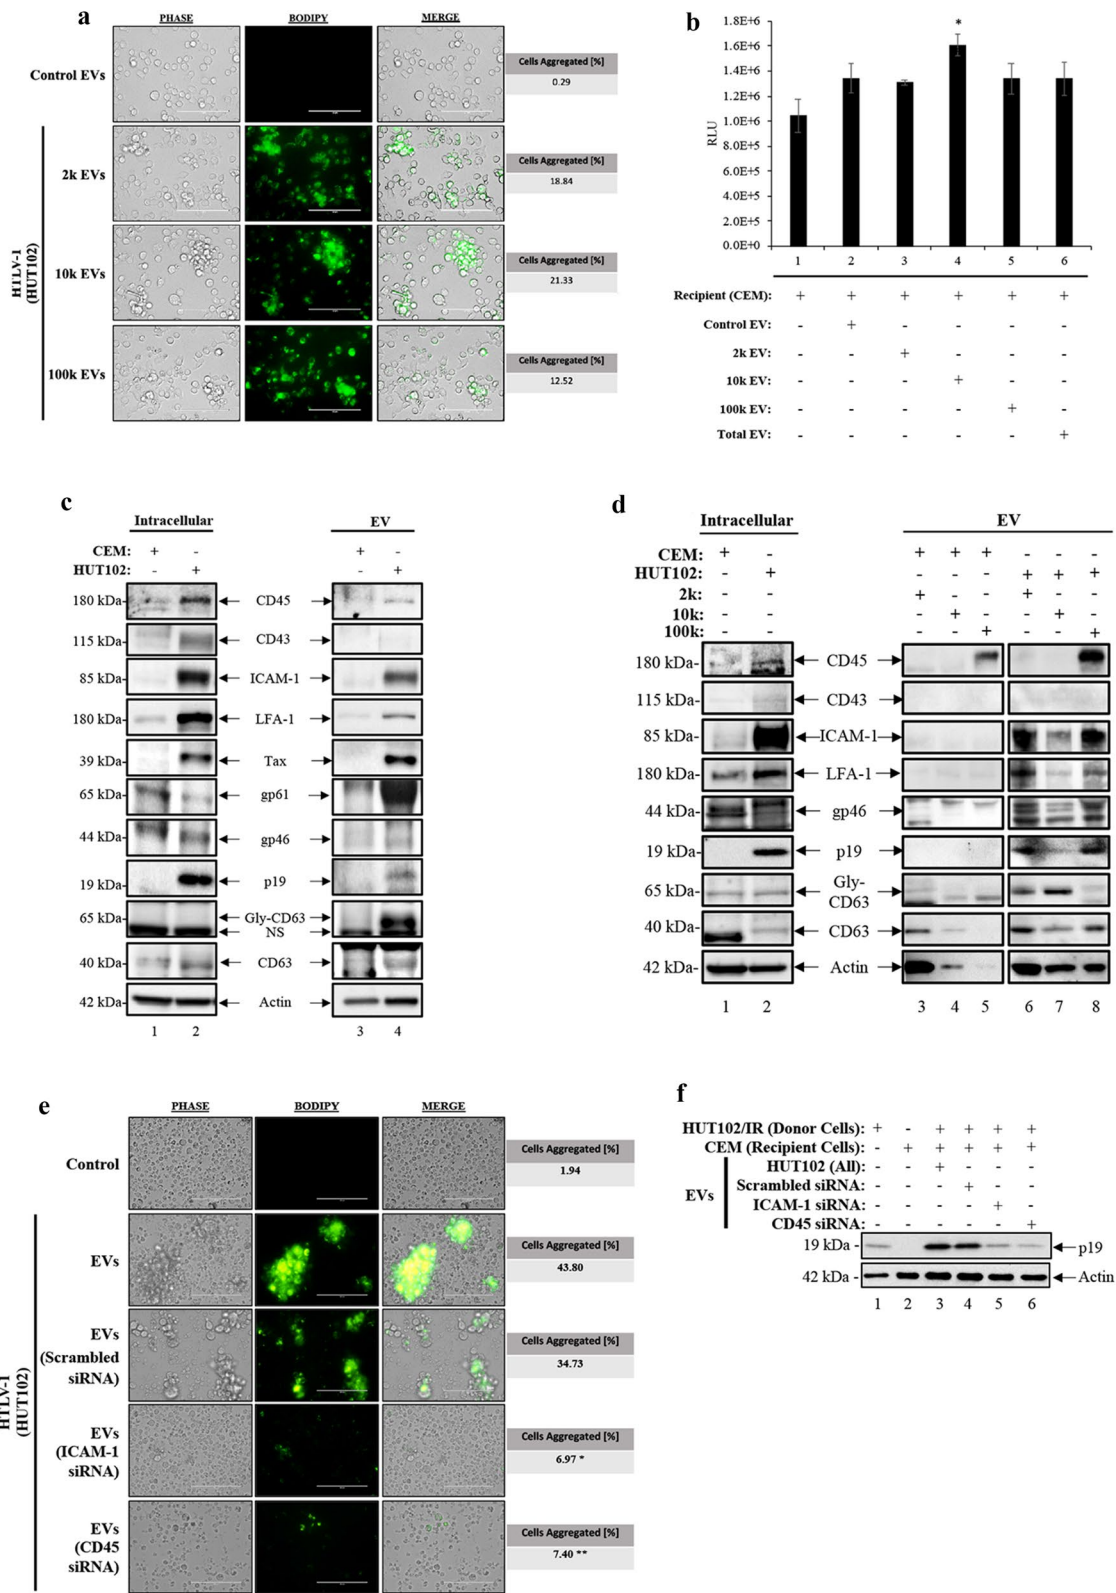 a
PHASE BODIPY MERGE
Control EVs
Cells Aggregated [%]
0.29
HTLV-1
(HUT102)
2k EVs
Cells Aggregated [%]
18.84
10k EVs
Cells Aggregated [%]
21.33
100k EVs
Cells Aggregated [%]
12.52
b
RLU
1.8E+6
1.6E+6
1.4E+6
1.2E+6
1.0E+6
8.0E+5
6.0E+5
4.0E+5
2.0E+5
0.0E+0
*
1 2 3 4 5 6
Recipient (CEM): + + + + + +
Control EV: - + - - - -
2k EV: - - + - - -
10k EV: - - - + - -
100k EV: - - - - + -
Total EV: - - - - - +
c
Intracellular EV
CEM: + - + -
HUT102: - + - +
180 kDa- CD45
115 kDa- CD43
85 kDa- ICAM-1
180 kDa- LFA-1
39 kDa- Tax
65 kDa- gp61
44 kDa- gp46
19 kDa- p19
65 kDa- Gly-CD63
NS
40 kDa- CD63
42 kDa- Actin
1 2 3 4
d
Intracellular EV
CEM: + - + + + - - -
HUT102: - + - - - + + +
2k: - - + - - + - -
10k: - - - + - - + -
100k: - - - - + - - +
180 kDa- CD45
115 kDa- CD43
85 kDa- ICAM-1
180 kDa- LFA-1
44 kDa- gp46
19 kDa- p19
65 kDa- Gly-
CD63
40 kDa- CD63
42 kDa- Actin
1 2 3 4 5 6 7 8
e
PHASE BODIPY MERGE
Control
Cells Aggregated [%]
1.94
HTLV-1
(HUT102)
EVs
Cells Aggregated [%]
43.80
EVs
(Scrambled
siRNA)
Cells Aggregated [%]
34.73
EVs
(ICAM-1
siRNA)
Cells Aggregated [%]
6.97 *
EVs
(CD45
siRNA)
Cells Aggregated [%]
7.40 **
f
HUT102/IR (Donor Cells): + - + + + +
CEM (Recipient Cells): - + + + + +
EVs
HUT102 (All): - - + - - -
Scrambled siRNA: - - - + - -
ICAM-1 siRNA: - - - - + -
CD45 siRNA: - - - - - +
19 kDa - p19
42 kDa - Actin
1 2 3 4 5 6